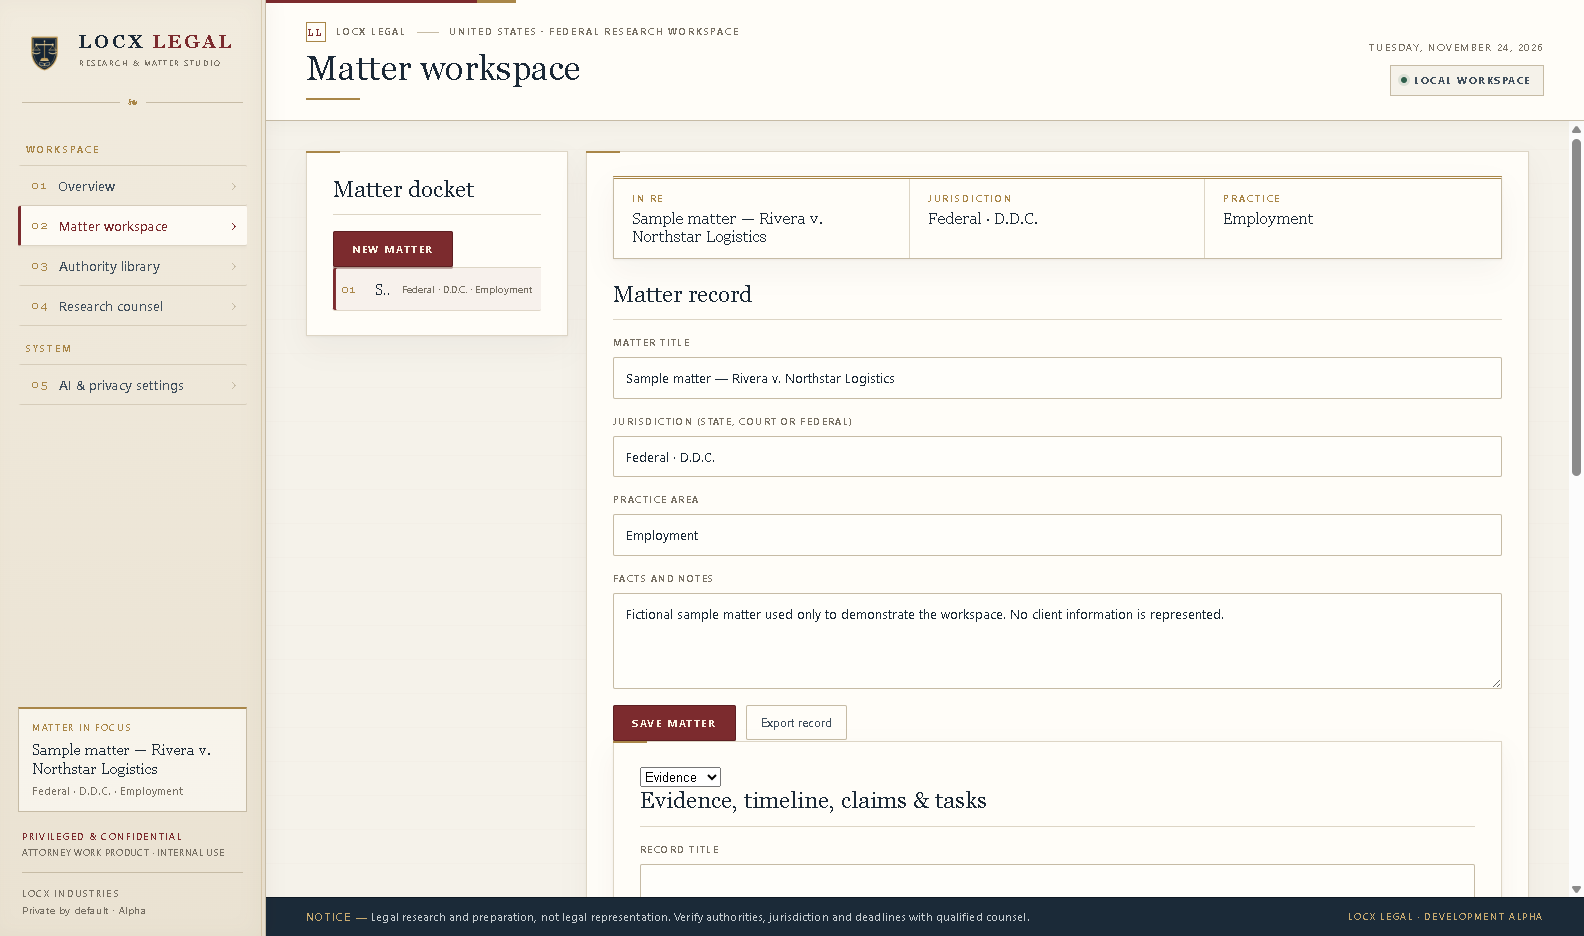 LOCX LEGAL
RESEARCH & MATTER STUDIO
WORKSPACE
01 Overview
02 Matter workspace
03 Authority library
04 Research counsel
SYSTEM
05 AI & privacy settings
MATTER IN FOCUS
Sample matter — Rivera v.
Northstar Logistics
Federal · D.D.C. · Employment
PRIVILEGED & CONFIDENTIAL
ATTORNEY WORK PRODUCT · INTERNAL USE
LOCX INDUSTRIES
Private by default · Alpha
LL LOCX LEGAL UNITED STATES · FEDERAL RESEARCH WORKSPACE
Matter workspace
TUESDAY, NOVEMBER 24, 2026
LOCAL WORKSPACE
Matter docket
NEW MATTER
01 S.. Federal · D.D.C. · Employment
IN RE
Sample matter — Rivera v.
Northstar Logistics
JURISDICTION
Federal · D.D.C.
PRACTICE
Employment
Matter record
MATTER TITLE
Sample matter — Rivera v. Northstar Logistics
JURISDICTION (STATE, COURT OR FEDERAL)
Federal · D.D.C.
PRACTICE AREA
Employment
FACTS AND NOTES
Fictional sample matter used only to demonstrate the workspace. No client information is represented.
SAVE MATTER Export record
Evidence
Evidence, timeline, claims & tasks
RECORD TITLE
NOTICE — Legal research and preparation, not legal representation. Verify authorities, jurisdiction and deadlines with qualified counsel.
LOCX LEGAL · DEVELOPMENT ALPHA